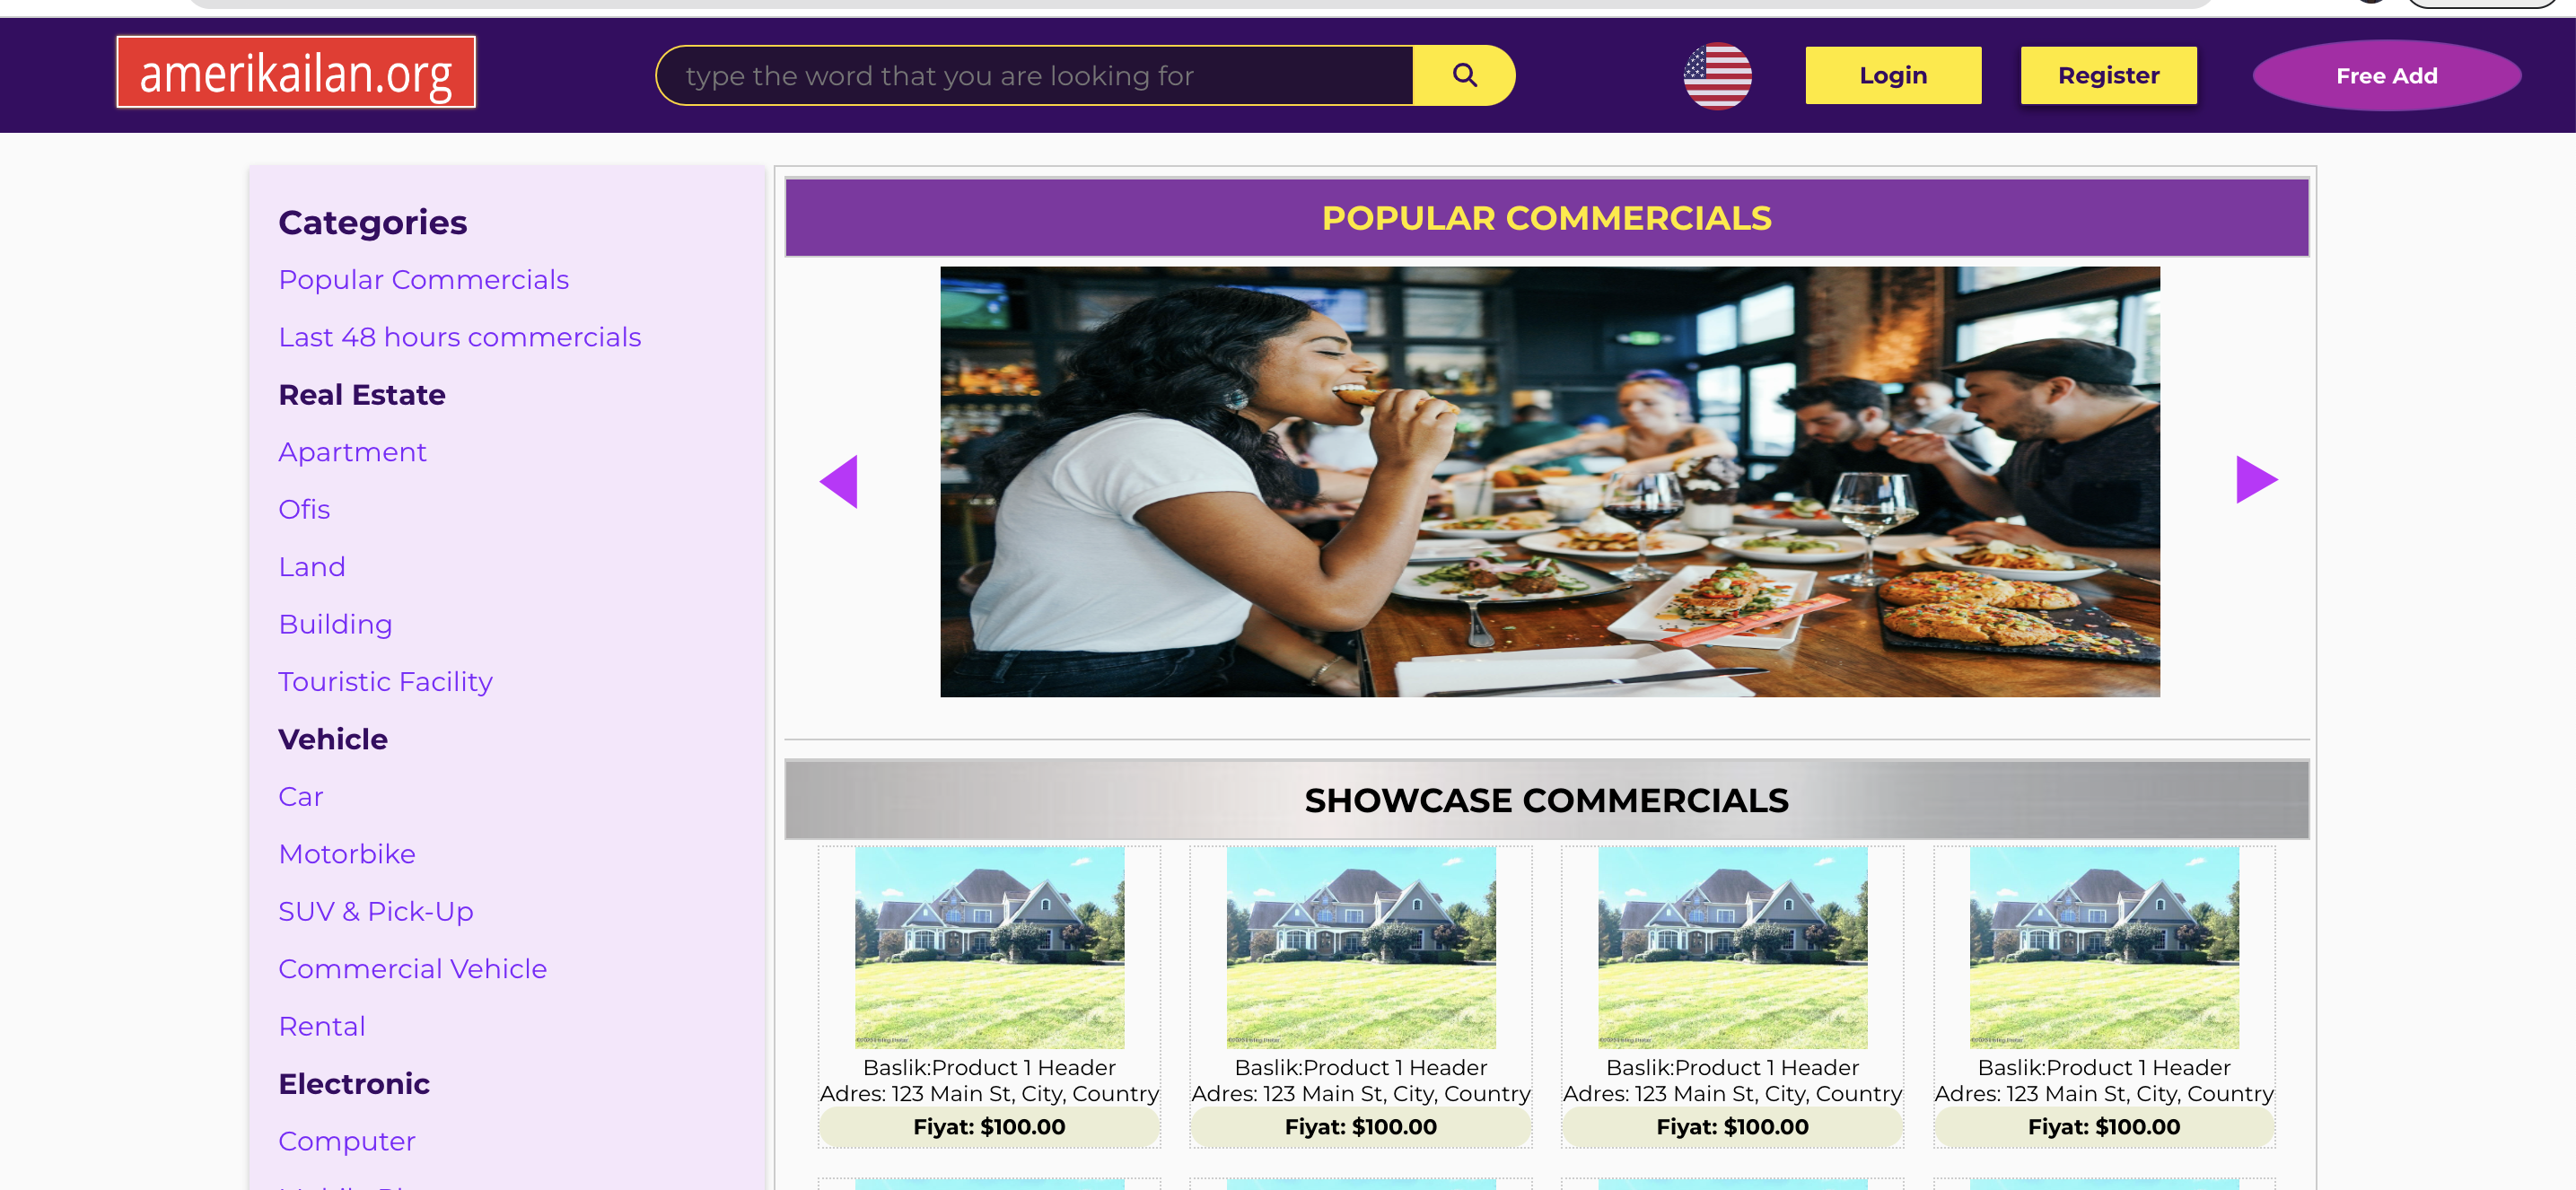 amerikailan.org
type the word that you are looking for
Login
Register
Free Add
Categories
Popular Commercials
Last 48 hours commercials
Real Estate
Apartment
Ofis
Land
Building
Touristic Facility
Vehicle
Car
Motorbike
SUV & Pick-Up
Commercial Vehicle
Rental
Electronic
Computer
POPULAR COMMERCIALS
SHOWCASE COMMERCIALS
Baslik:Product 1 Header
Adres: 123 Main St, City, Country
Fiyat: $100.00
Baslik:Product 1 Header
Adres: 123 Main St, City, Country
Fiyat: $100.00
Baslik:Product 1 Header
Adres: 123 Main St, City, Country
Fiyat: $100.00
Baslik:Product 1 Header
Adres: 123 Main St, City, Country
Fiyat: $100.00